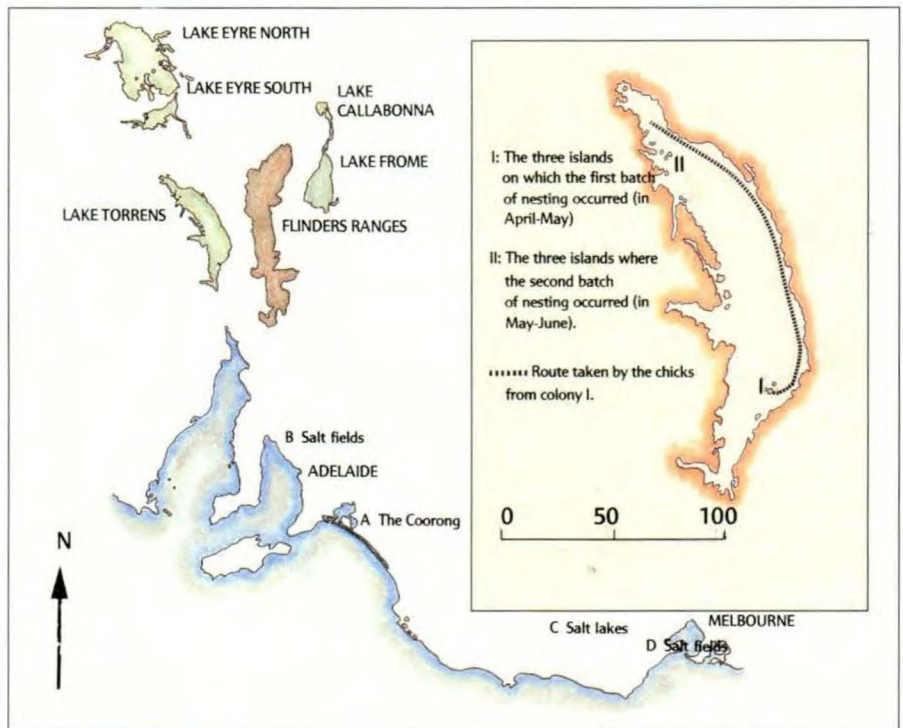 LAKE EYRE NORTH
LAKE EYRE SOUTH
LAKE
CALLABONNA
LAKE FROME
LAKE TORRENS
FLINDERS RANGES
B Salt fields
ADELAIDE
A The Coorong
N
C Salt lakes
MELBOURNE
D Salt fields
I: The three islands
on which the first batch
of nesting occurred (in
April-May)
II: The three islands where
the second batch
of nesting occurred (in
May-June).
Route taken by the chicks
from colony I.
II
I
0 50 100